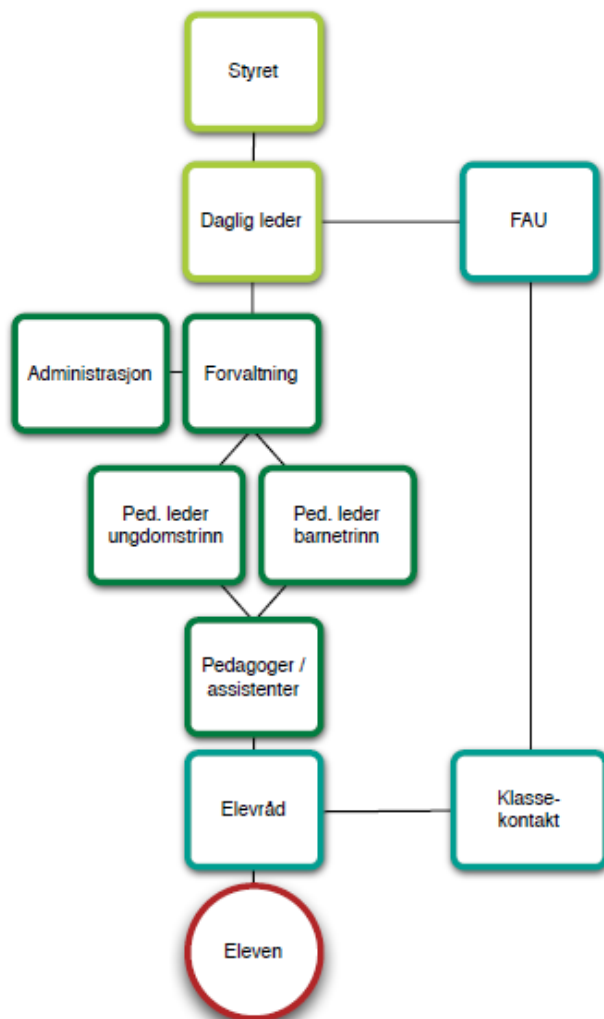 Styret
Daglig leder
FAU
Administrasjon
Forvaltning
Ped. leder
ungdomstrinn
Ped. leder
barnetrinn
Pedagoger /
assistenter
Elevråd
Klasse-
kontakt
Eleven